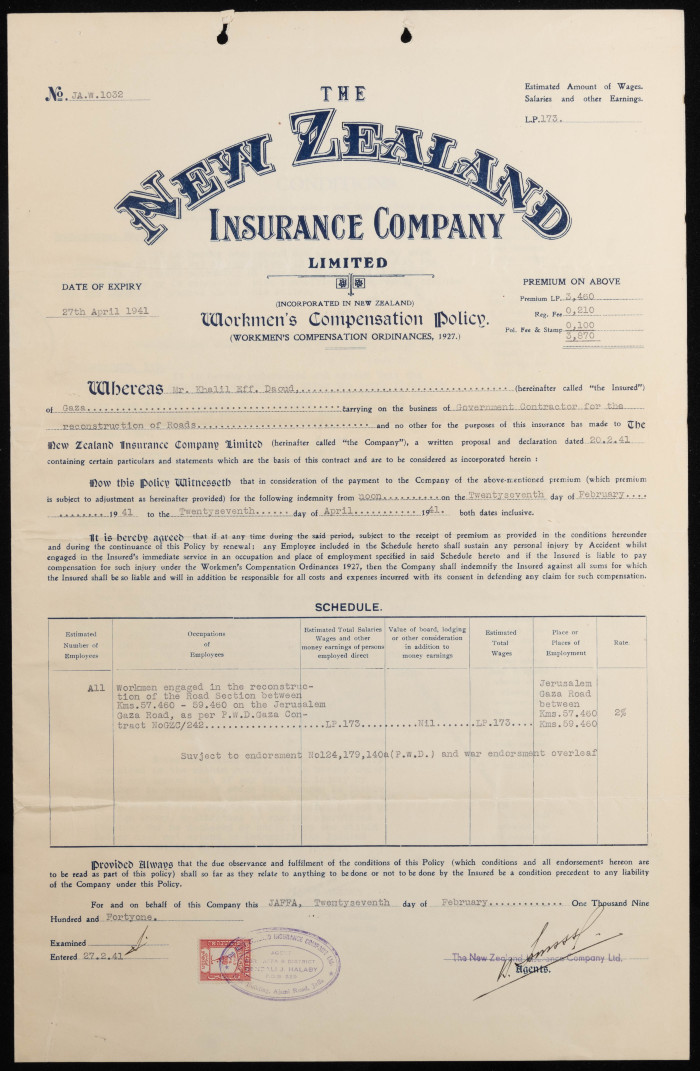 No. JA.W.1032
Estimated Amount of Wages.
Salaries and other Earnings.
L.P.173.
THE
NEW ZEALAND
INSURANCE COMPANY
LIMITED
(INCORPORATED IN NEW ZEALAND)
Workmen's Compensation Policy.
(WORKMEN'S COMPENSATION ORDINANCES, 1927.)
DATE OF EXPIRY
27th April 1941
PREMIUM ON ABOVE
Premium LP. 3,460
Reg. Fee 0,210
Pol. Fee & Stamp 0,100
3,870
Whereas Mr. Khalil Eff. Daoud, (hereinafter called "the Insured")
of Gaza carrying on the business of Government Contractor for the
reconstruction of Roads and no other for the purposes of this insurance has made to The
New Zealand Insurance Company Limited (herinafter called "the Company"), a written proposal and declaration dated 20.2.41
containing certain particulars and statements which are the basis of this contract and are to be considered as incorporated herein :
Now this Policy Witnesseth that in consideration of the payment to the Company of the above-mentioned premium (which premium
is subject to adjustment as hereinafter provided) for the following indemnity from noon on the Twentyseventh day of February
19 41 to the Twentyseventh day of April 1941. both dates inclusive.
It is hereby agreed that if at any time during the said period, subject to the receipt of premium as provided in the conditions hereunder
and during the continuance of this Policy by renewal: any Employee included in the Schedule hereto shall sustain any personal injury by Accident whilst
engaged in the Insured's immediate service in an occupation and place of employment specified in said Schedule hereto and if the Insured is liable to pay
compensation for such injury under the Workmen's Compensation Ordinances 1927, then the Company shall indemnify the Insured against all sums for which
the Insured shall be so liable and will in addition be responsible for all costs and expenses incurred with its consent in defending any claim for such compensation.
SCHEDULE.
Estimated Number of Employees
Occupations of Employees
Estimated Total Salaries Wages and other money earnings of persons employed direct
Value of board, lodging or other consideration in addition to money earnings
Estimated Total Wages
Place or Places of Employment
Rate.
All
Workmen engaged in the reconstruc-
tion of the Road Section between
Kms.57.460 - 59.460 on the Jerusalem
Gaza Road, as per P.W.D.Gaza Con-
tract NoGZC/242 LP.173 Nil LP.173
Jerusalem
Gaza Road
between
Kms.57.460
Kms.59.460
2%
Suvject to endorsment No124,179,140a(P.W.D.) and war endorsment overleaf
Provided Always that the due observance and fulfilment of the conditions of this Policy (which conditions and all endorsements hereon are
to be read as part of this policy) shall so far as they relate to anything to be done or not to be done by the Insured be a condition precedent to any liability
of the Company under this Policy.
For and on behalf of this Company this JAFFA, Twentyseventh day of February One Thousand Nine
Hundred and Fortyone.
Examined
Entered 27.2.41
The New Zealand Insurance Company Ltd.
Agents.